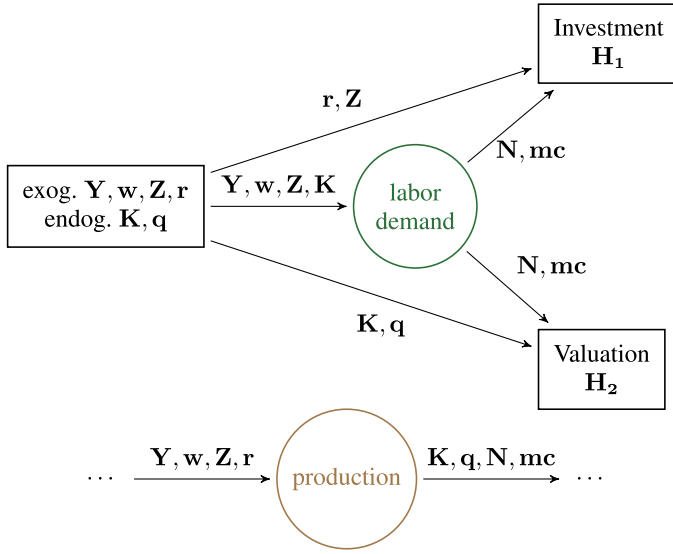 Investment
H₁
r, Z
N, mc
exog. Y, w, Z, r
endog. K, q
Y, w, Z, K
labor
demand
N, mc
K, q
Valuation
H₂
· · ·
Y, w, Z, r
production
K, q, N, mc
· · ·